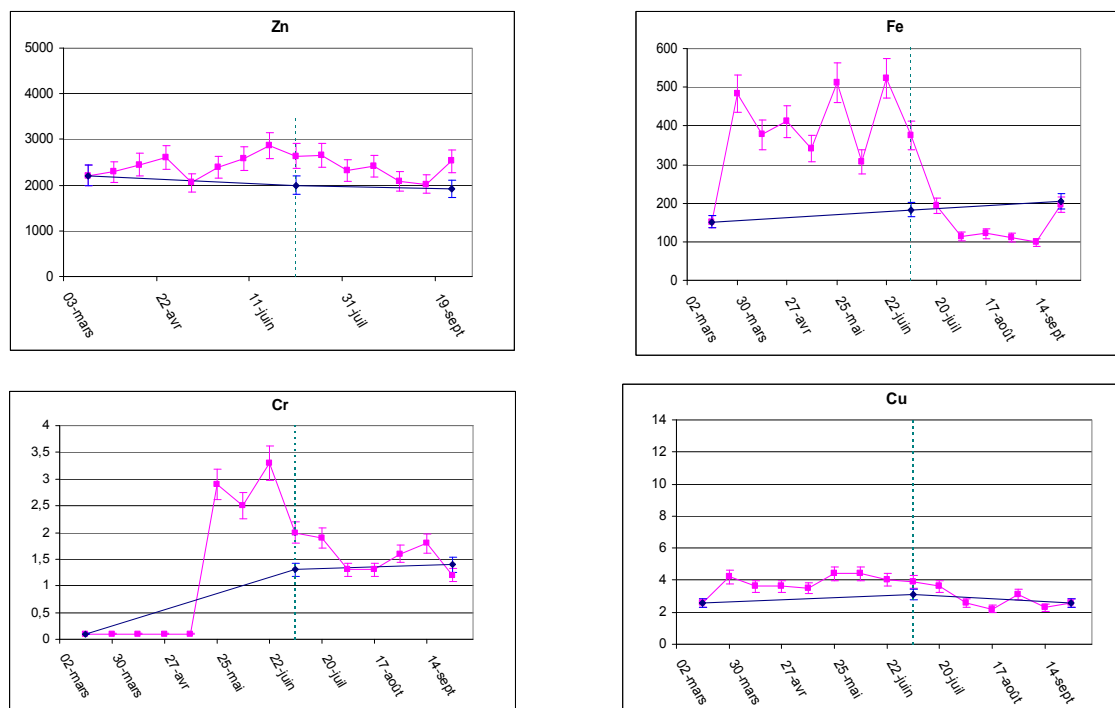 Zn
5000
4000
3000
2000
1000
0
03-mars
22-avr
11-juin
31-juil
19-sept
Fe
600
500
400
300
200
100
0
02-mars
30-mars
27-avr
25-mai
22-juin
20-juil
17-août
14-sept
Cr
4
3,5
3
2,5
2
1,5
1
0,5
0
02-mars
30-mars
27-avr
25-mai
22-juin
20-juil
17-août
14-sept
Cu
14
12
10
8
6
4
2
0
02-mars
30-mars
27-avr
25-mai
22-juin
20-juil
17-août
14-sept